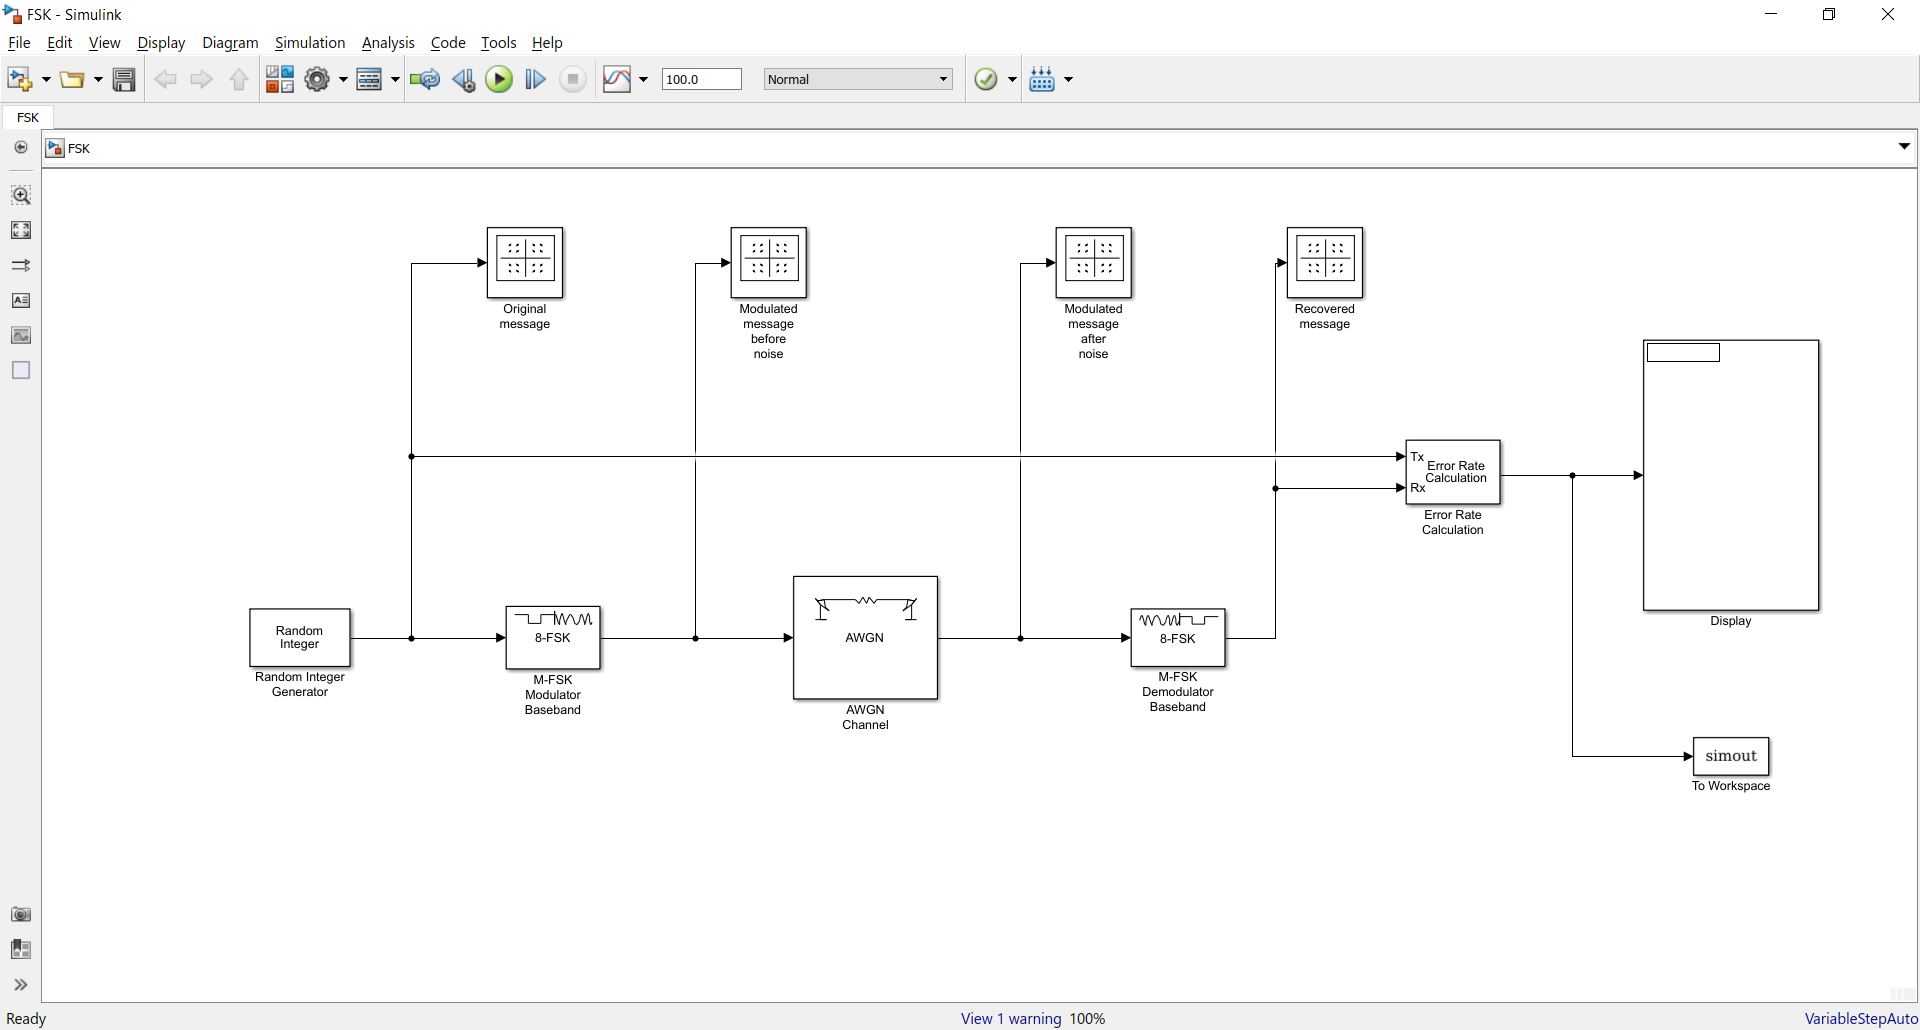 FSK - Simulink
File Edit View Display Diagram Simulation Analysis Code Tools Help
100.0 Normal
FSK
FSK
Original
message
Modulated
message
before
noise
Modulated
message
after
noise
Recovered
message
Tx
Rx
Error Rate
Calculation
Error Rate
Calculation
Display
Random
Integer
Random Integer
Generator
8-FSK
M-FSK
Modulator
Baseband
AWGN
AWGN
Channel
8-FSK
M-FSK
Demodulator
Baseband
simout
To Workspace
Ready View 1 warning 100% VariableStepAuto